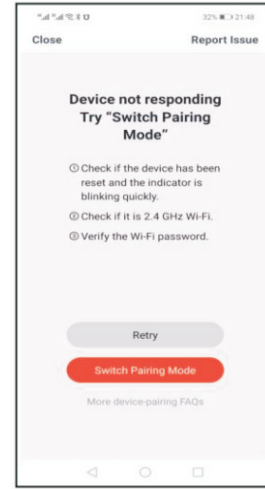 32% 21:48
Close Report Issue
Device not responding
Try "Switch Pairing
Mode"
① Check if the device has been
reset and the indicator is
blinking quickly.
② Check if it is 2.4 GHz Wi-Fi.
③ Verify the Wi-Fi password.
Retry
Switch Pairing Mode
More device-pairing FAQs